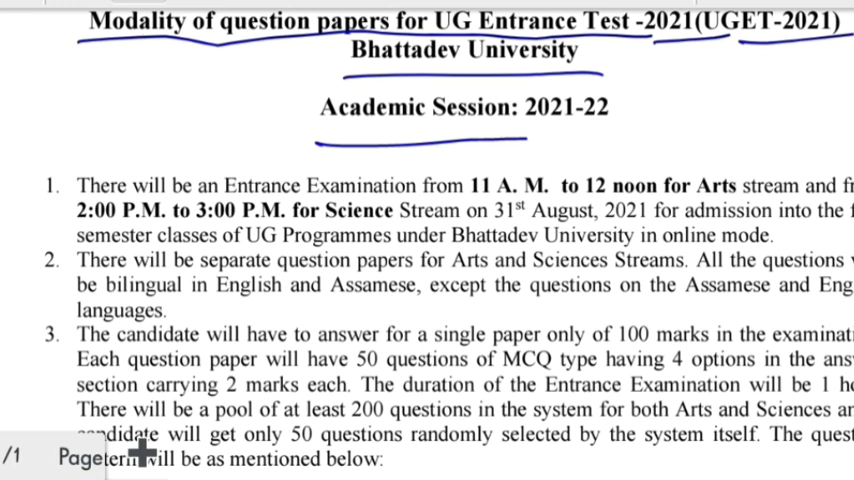 Modality of question papers for UG Entrance Test -2021(UGET-2021)
Bhattadev University
Academic Session: 2021-22
1. There will be an Entrance Examination from 11 A. M. to 12 noon for Arts stream and
2:00 P.M. to 3:00 P.M. for Science Stream on 31st August, 2021 for admission into the
semester classes of UG Programmes under Bhattadev University in online mode.
2. There will be separate question papers for Arts and Sciences Streams. All the questions
be bilingual in English and Assamese, except the questions on the Assamese and Eng
languages.
3. The candidate will have to answer for a single paper only of 100 marks in the examinat
Each question paper will have 50 questions of MCQ type having 4 options in the ans
section carrying 2 marks each. The duration of the Entrance Examination will be 1 h
There will be a pool of at least 200 questions in the system for both Arts and Sciences
candidate will get only 50 questions randomly selected by the system itself. The quest
/1 Page will be as mentioned below: